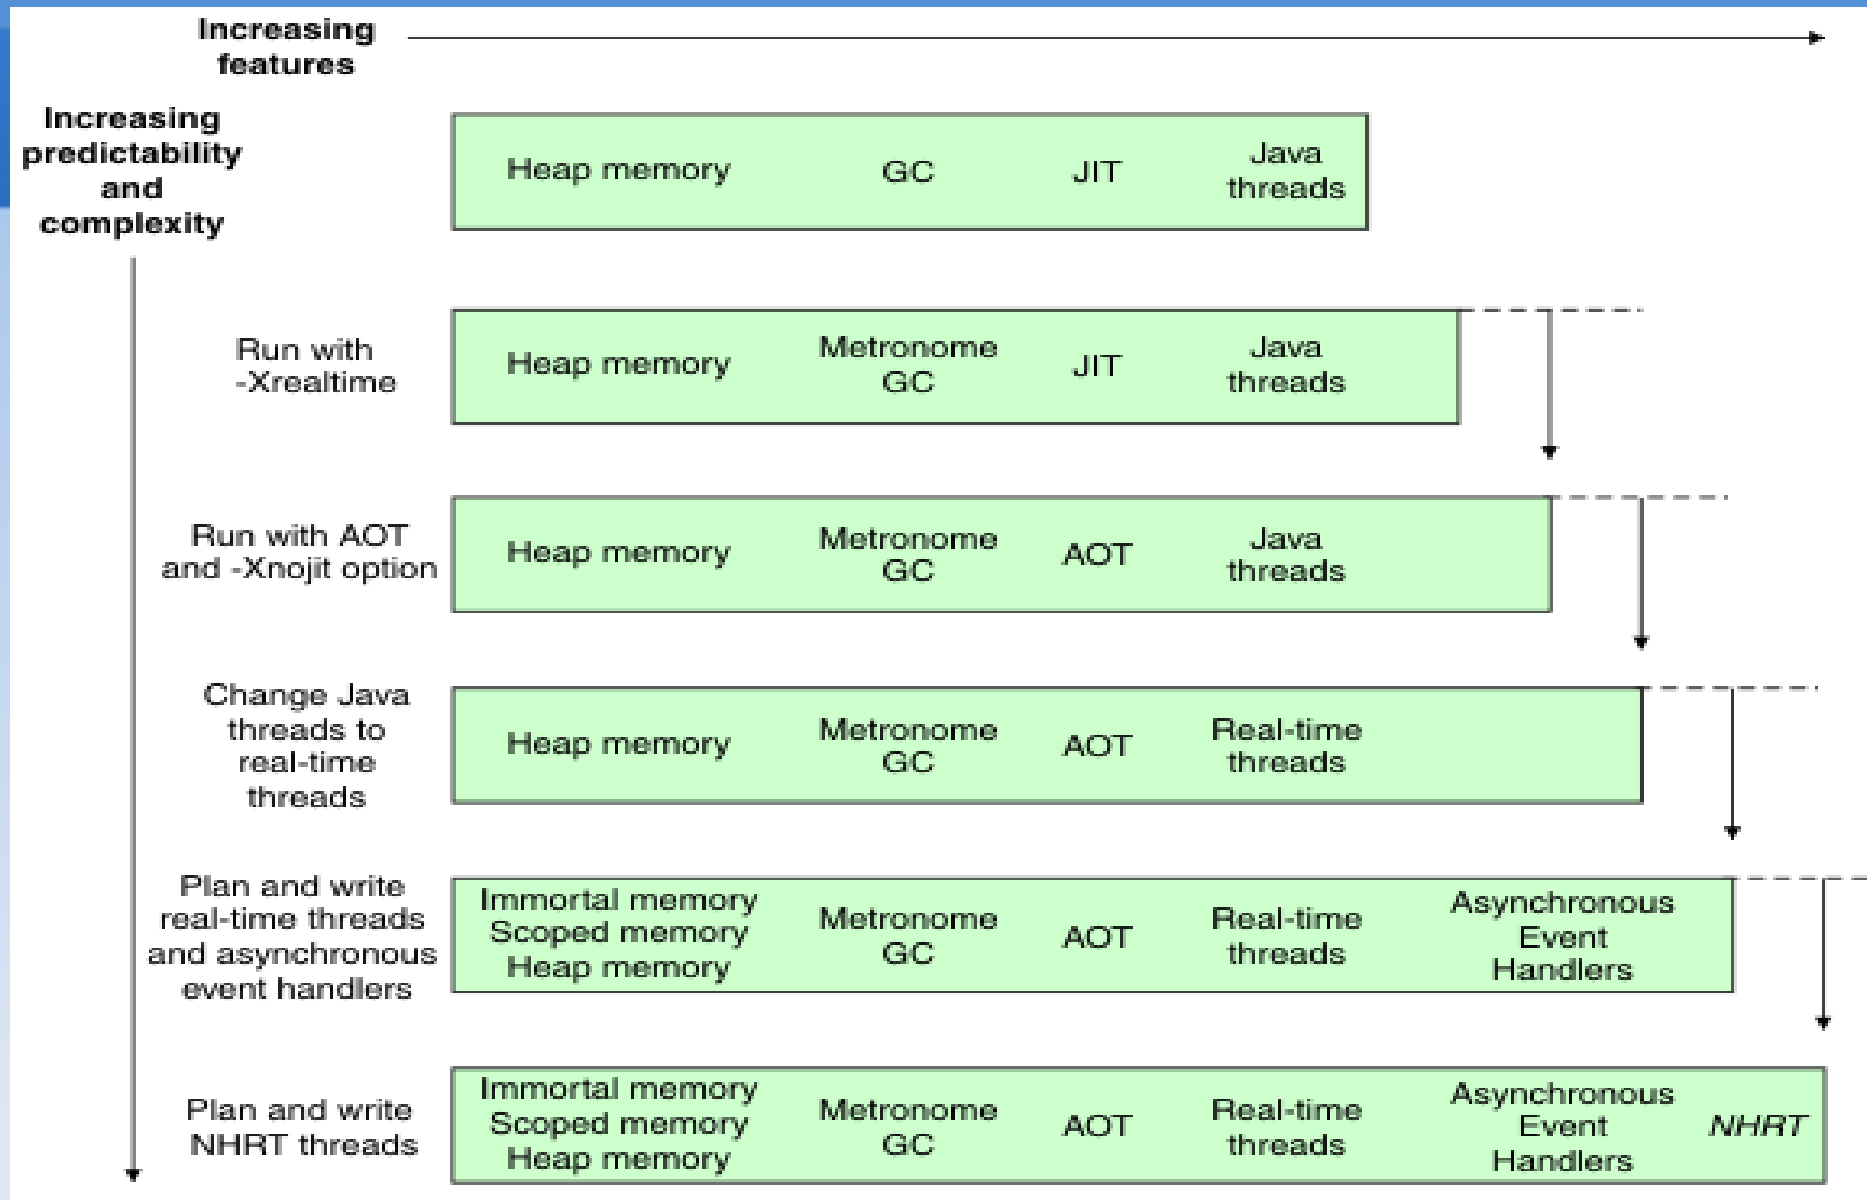 Increasing
features
Increasing
predictability
and
complexity
Heap memory
GC
JIT
Java
threads
Run with
-Xrealtime
Heap memory
Metronome
GC
JIT
Java
threads
Run with AOT
and -Xnojit option
Heap memory
Metronome
GC
AOT
Java
threads
Change Java
threads to
real-time
threads
Heap memory
Metronome
GC
AOT
Real-time
threads
Plan and write
real-time threads
and asynchronous
event handlers
Immortal memory
Scoped memory
Heap memory
Metronome
GC
AOT
Real-time
threads
Asynchronous
Event
Handlers
Plan and write
NHRT threads
Immortal memory
Scoped memory
Heap memory
Metronome
GC
AOT
Real-time
threads
Asynchronous
Event
Handlers
NHRT